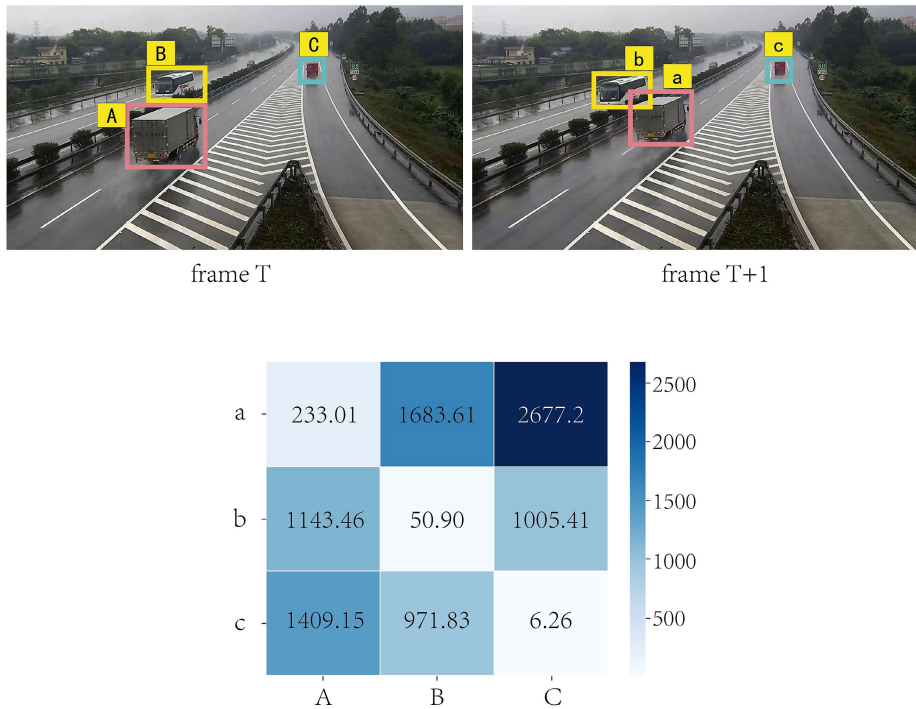 B
C
A
b
c
a
frame T
frame T+1
a
233.01
1683.61
2677.2
b
1143.46
50.90
1005.41
c
1409.15
971.83
6.26
A
B
C
2500
2000
1500
1000
500